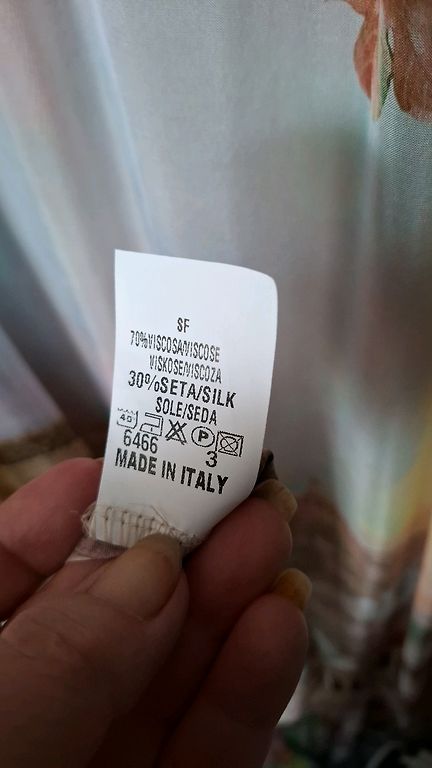 SF
70%VISCOSA/VISCOSE
VISKOSE/VISCOZA
30%SETA/SILK
SOLE/SEDA
40 P
6466 3
MADE IN ITALY